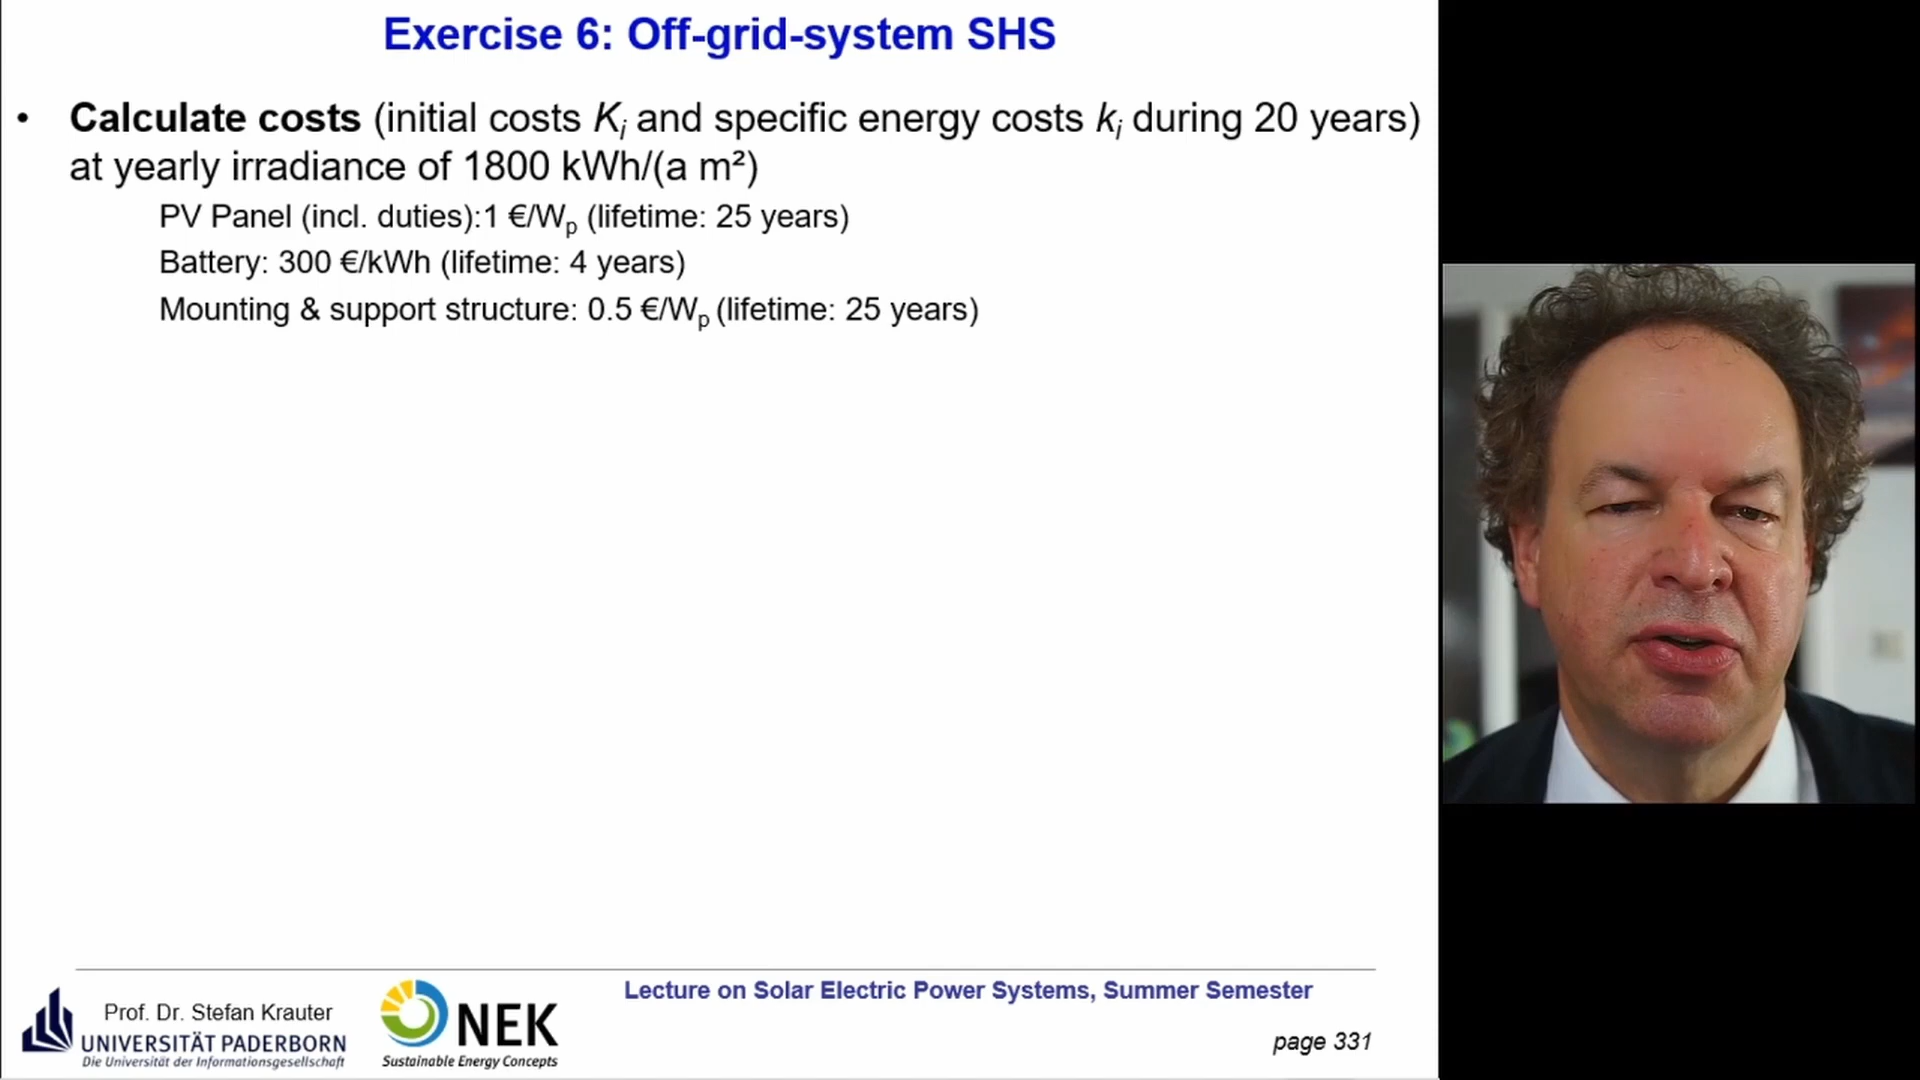 Exercise 6: Off-grid-system SHS
• Calculate costs (initial costs Ki and specific energy costs ki during 20 years)
at yearly irradiance of 1800 kWh/(a m²)
PV Panel (incl. duties):1 €/Wp (lifetime: 25 years)
Battery: 300 €/kWh (lifetime: 4 years)
Mounting & support structure: 0.5 €/Wp (lifetime: 25 years)
Lecture on Solar Electric Power Systems, Summer Semester
Prof. Dr. Stefan Krauter
UNIVERSITÄT PADERBORN
Die Universität der Informationsgesellschaft
NEK
Sustainable Energy Concepts
page 331